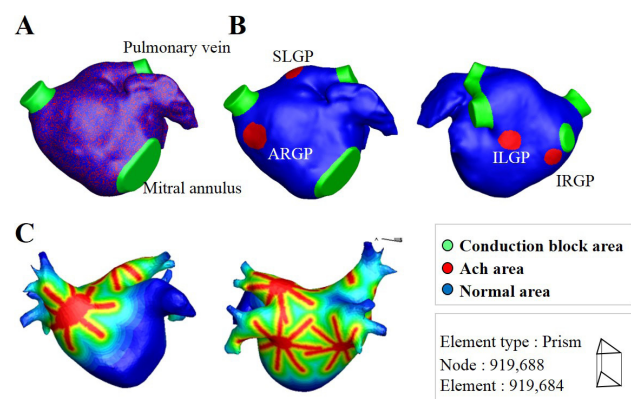 A
Pulmonary vein
Mitral annulus
B
SLGP
ARGP
ILGP
IRGP
C
Conduction block area
Ach area
Normal area
Element type : Prism
Node : 919,688
Element : 919,684